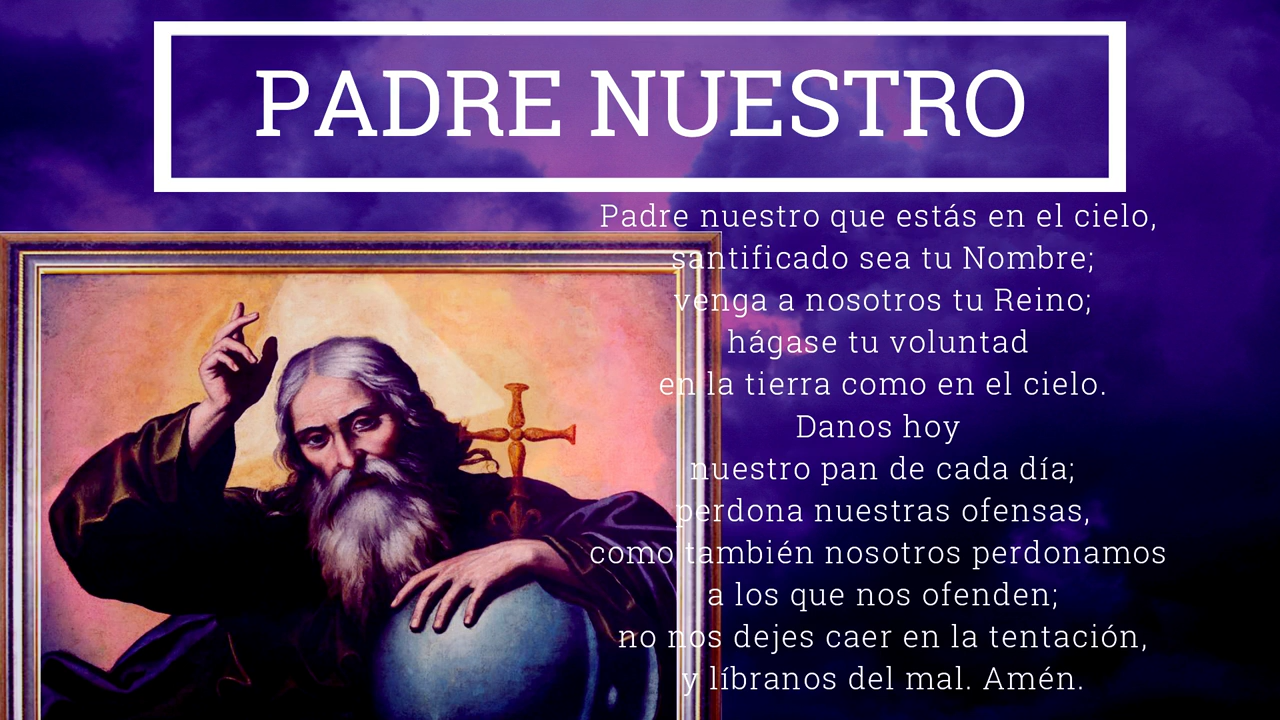 PADRE NUESTRO
Padre nuestro que estás en el cielo,
santificado sea tu Nombre;
venga a nosotros tu Reino;
hágase tu voluntad
en la tierra como en el cielo.
Danos hoy
nuestro pan de cada día;
perdona nuestras ofensas,
como también nosotros perdonamos
a los que nos ofenden;
no nos dejes caer en la tentación,
y líbranos del mal. Amén.